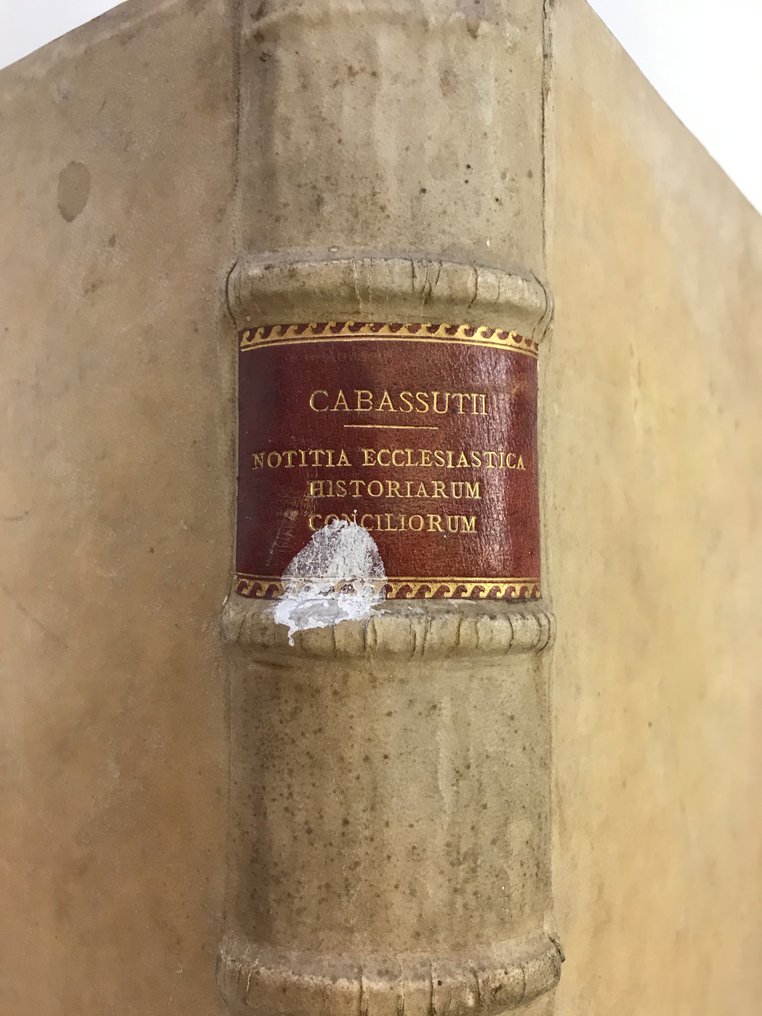 CABASSUTII
NOTITIA ECCLESIASTICA
HISTORIARUM
CONCILIORUM